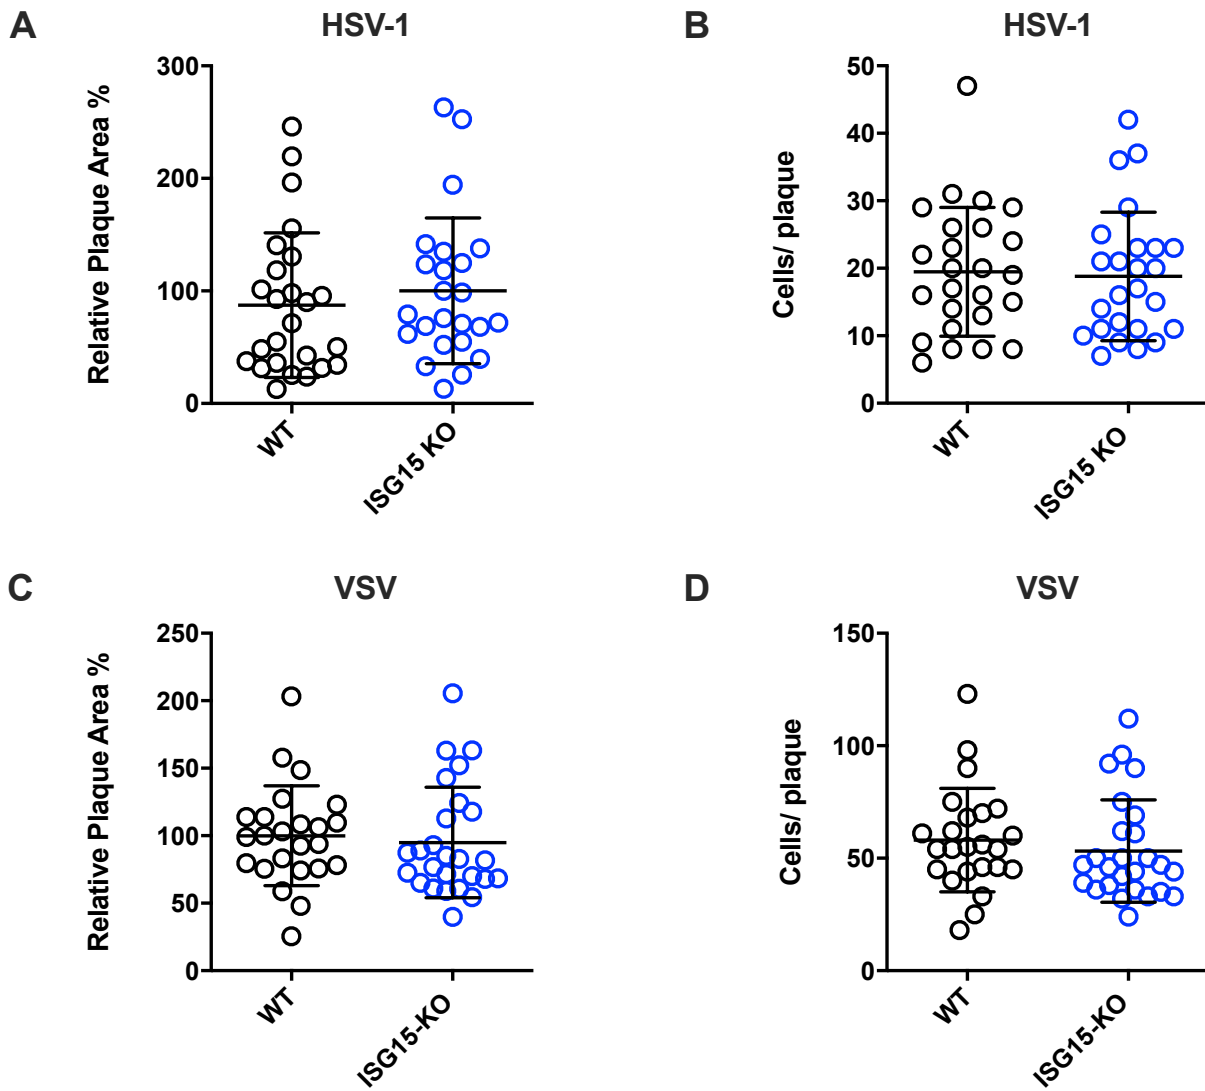 A
HSV-1
Relative Plaque Area %
300
200
100
0
WT
ISG15 KO
B
HSV-1
Cells/ plaque
50
40
30
20
10
0
WT
ISG15 KO
C
VSV
Relative Plaque Area %
250
200
150
100
50
0
WT
ISG15-KO
D
VSV
Cells/ plaque
150
100
50
0
WT
ISG15-KO